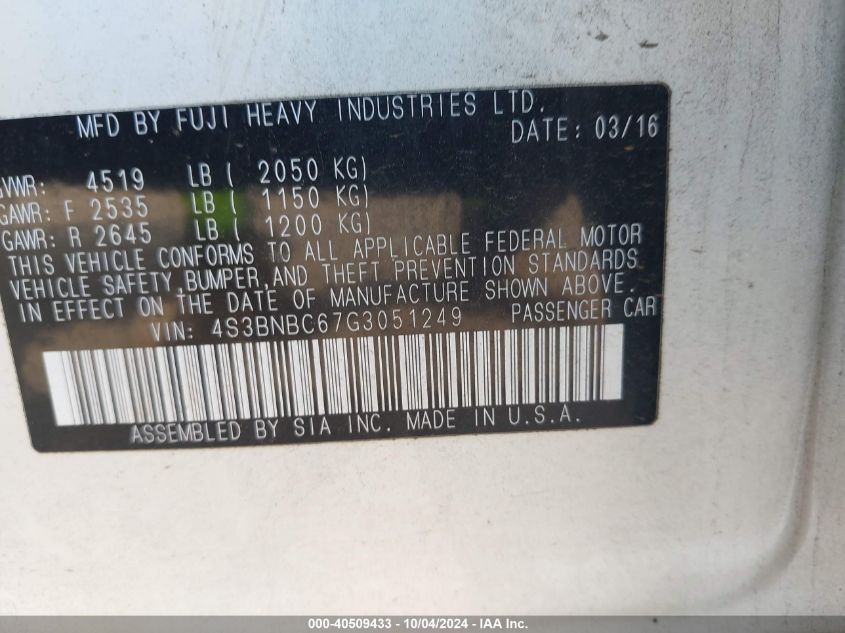 MFD BY FUJI HEAVY INDUSTRIES LTD.
DATE: 03/16
GVWR: 4519 LB ( 2050 KG)
GAWR: F 2535 LB ( 1150 KG)
GAWR: R 2645 LB ( 1200 KG)
THIS VEHICLE CONFORMS TO ALL APPLICABLE FEDERAL MOTOR
VEHICLE SAFETY,BUMPER,AND THEFT PREVENTION STANDARDS
IN EFFECT ON THE DATE OF MANUFACTURE SHOWN ABOVE.
VIN: 4S3BNBC67G3051249 PASSENGER CAR
ASSEMBLED BY SIA INC. MADE IN U.S.A.
000-40509433 - 10/04/2024 - IAA Inc.